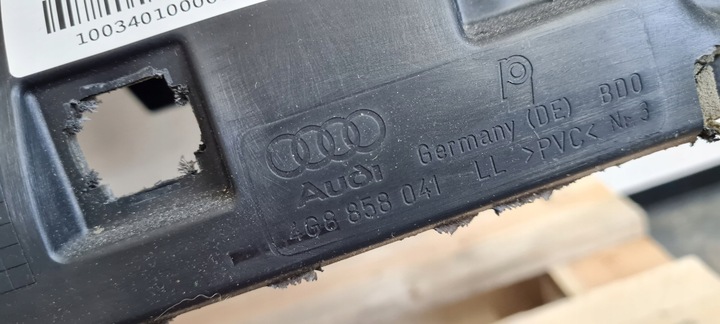 10034010000
Audi
Germany (DE) BDO
4G8 858 041 LL >PVC< Nr 3